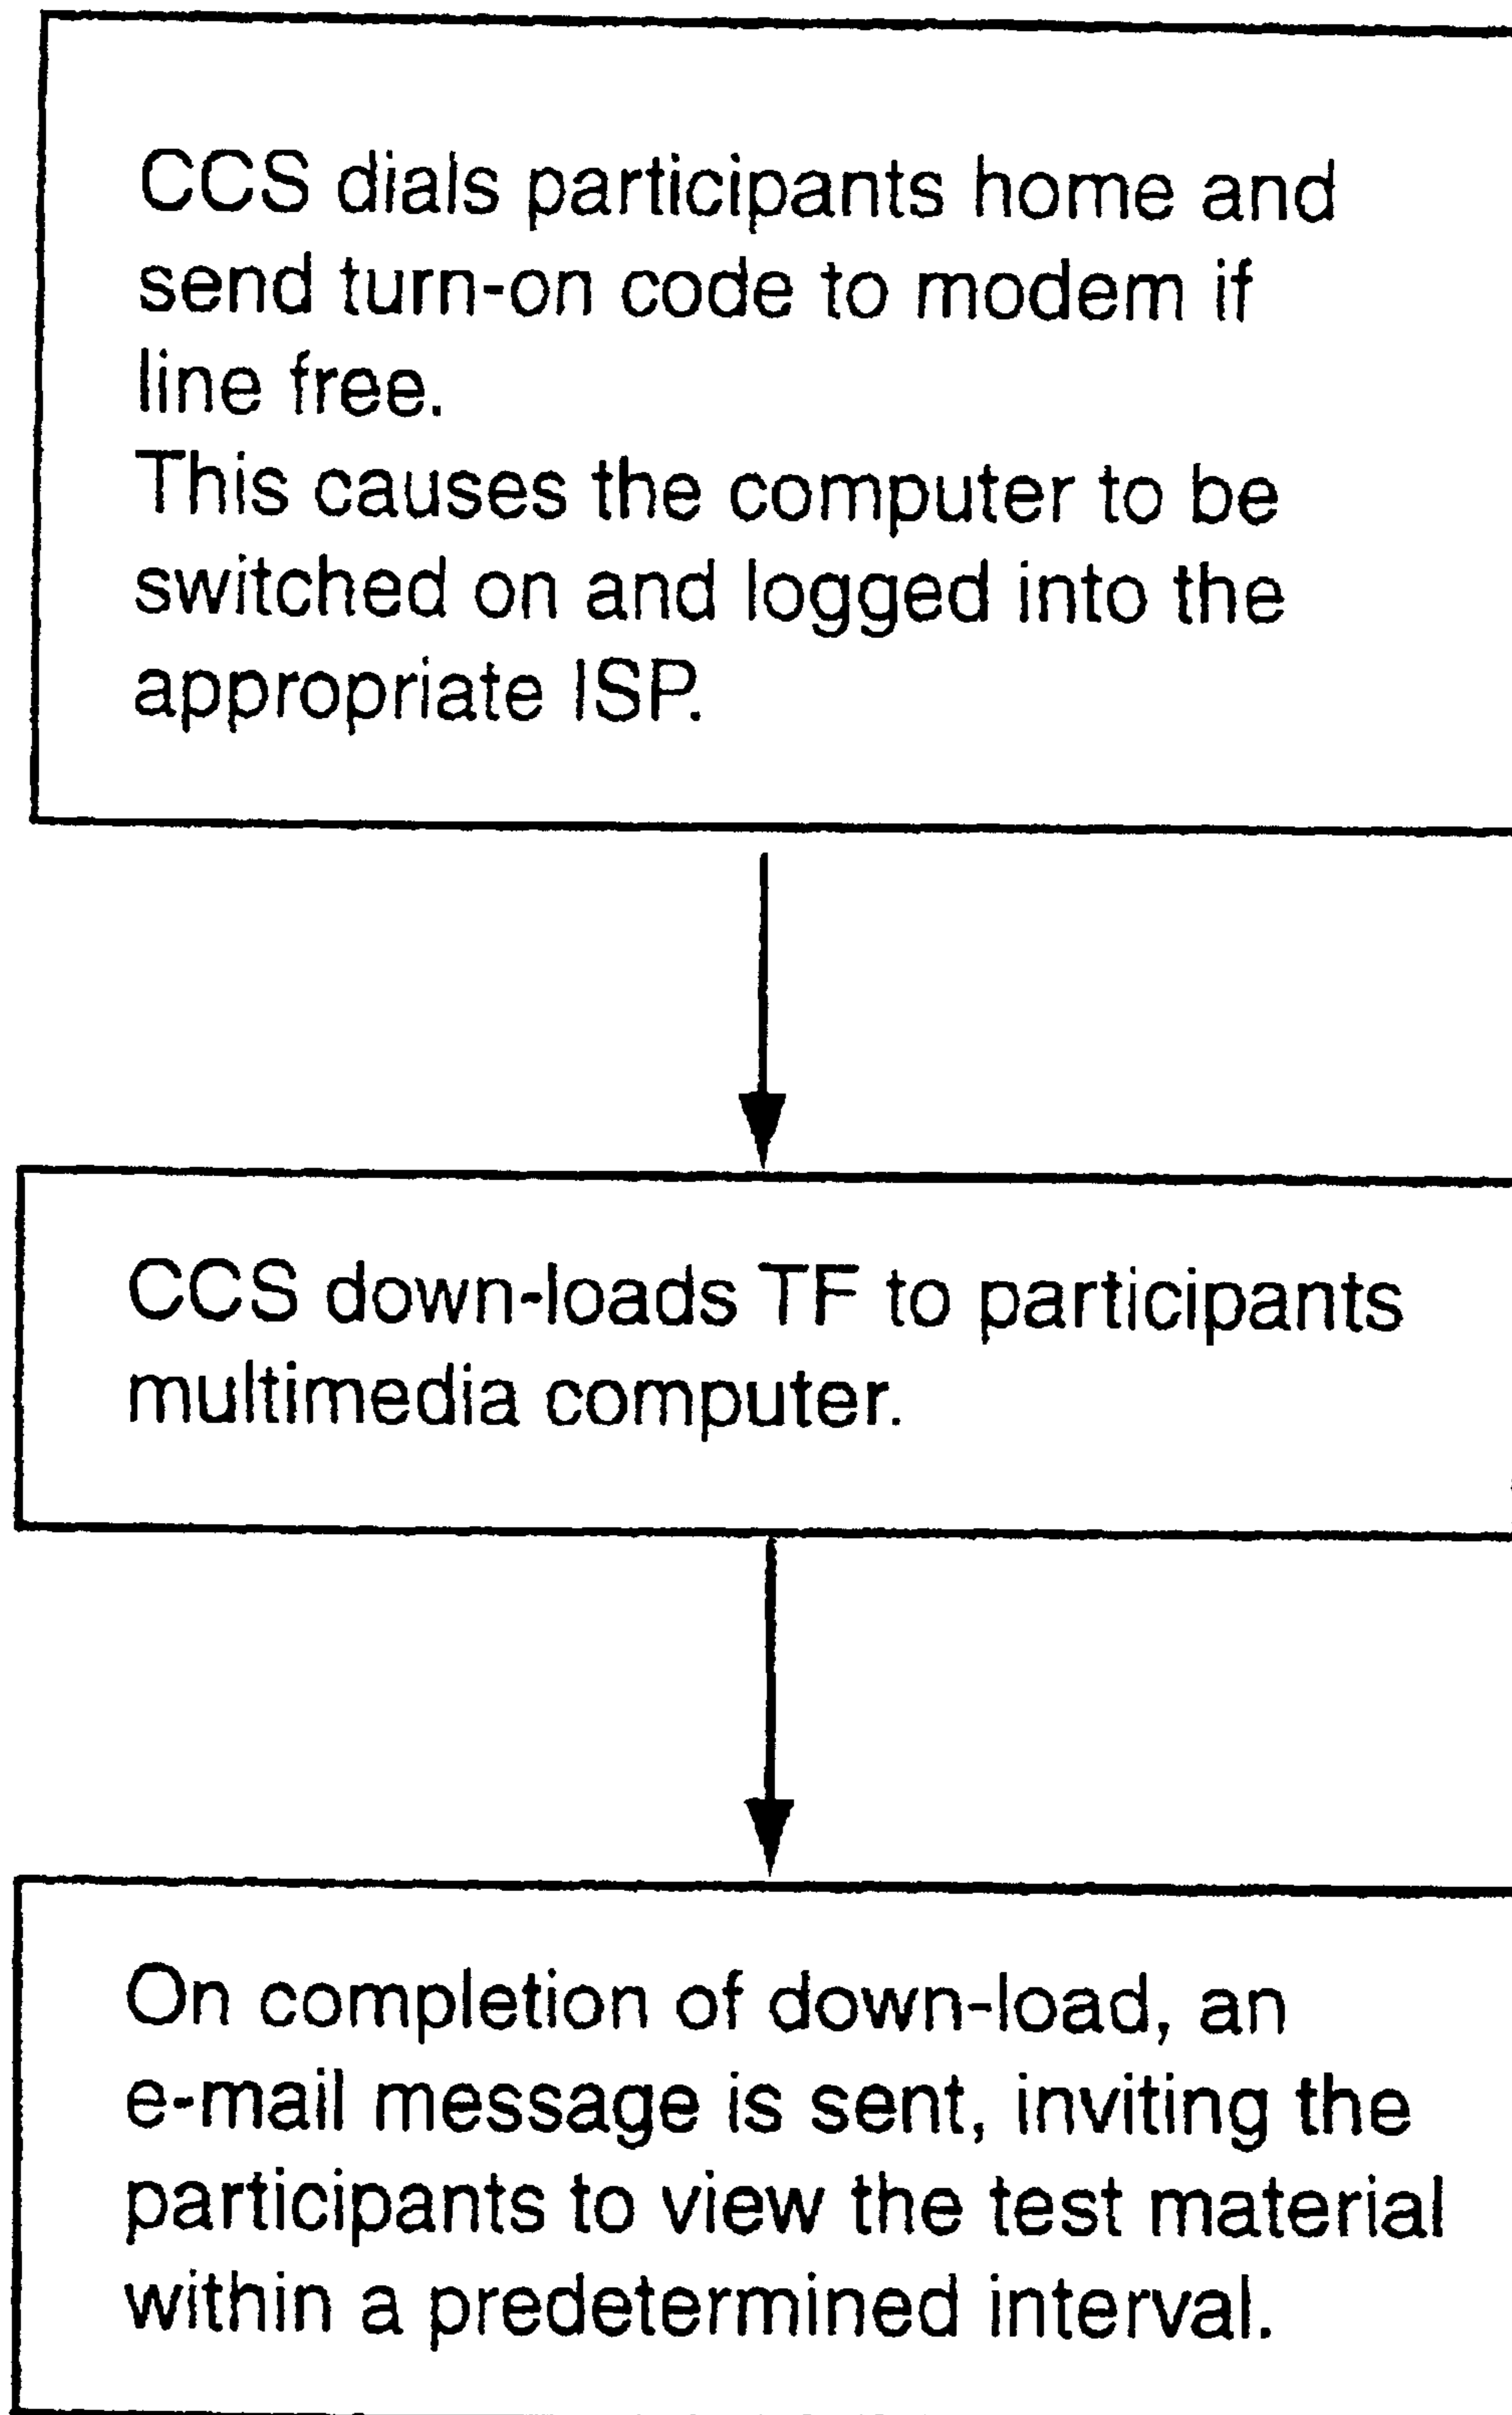 CCS dials participants home and
send turn-on code to modem if
line free.
This causes the computer to be
switched on and logged into the
appropriate ISP.
CCS down-loads TF to participants
multimedia computer.
On completion of down-load, an
e-mail message is sent, inviting the
participants to view the test material
within a predetermined interval.